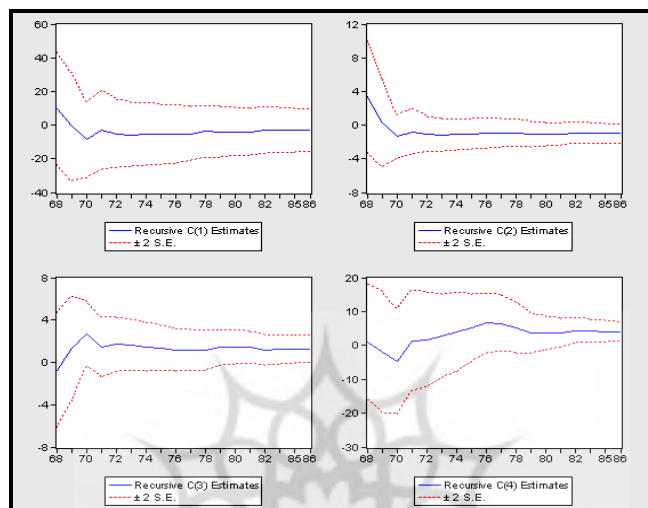 60
40
20
0
-20
-40
68 70 72 74 76 78 80 82 8586
Recursive C(1) Estimates
± 2 S.E.
12
8
4
0
-4
-8
68 70 72 74 76 78 80 82 8586
Recursive C(2) Estimates
± 2 S.E.
8
4
0
-4
-8
68 70 72 74 76 78 80 82 8586
Recursive C(3) Estimates
± 2 S.E.
20
10
0
-10
-20
-30
68 70 72 74 76 78 80 82 8586
Recursive C(4) Estimates
± 2 S.E.